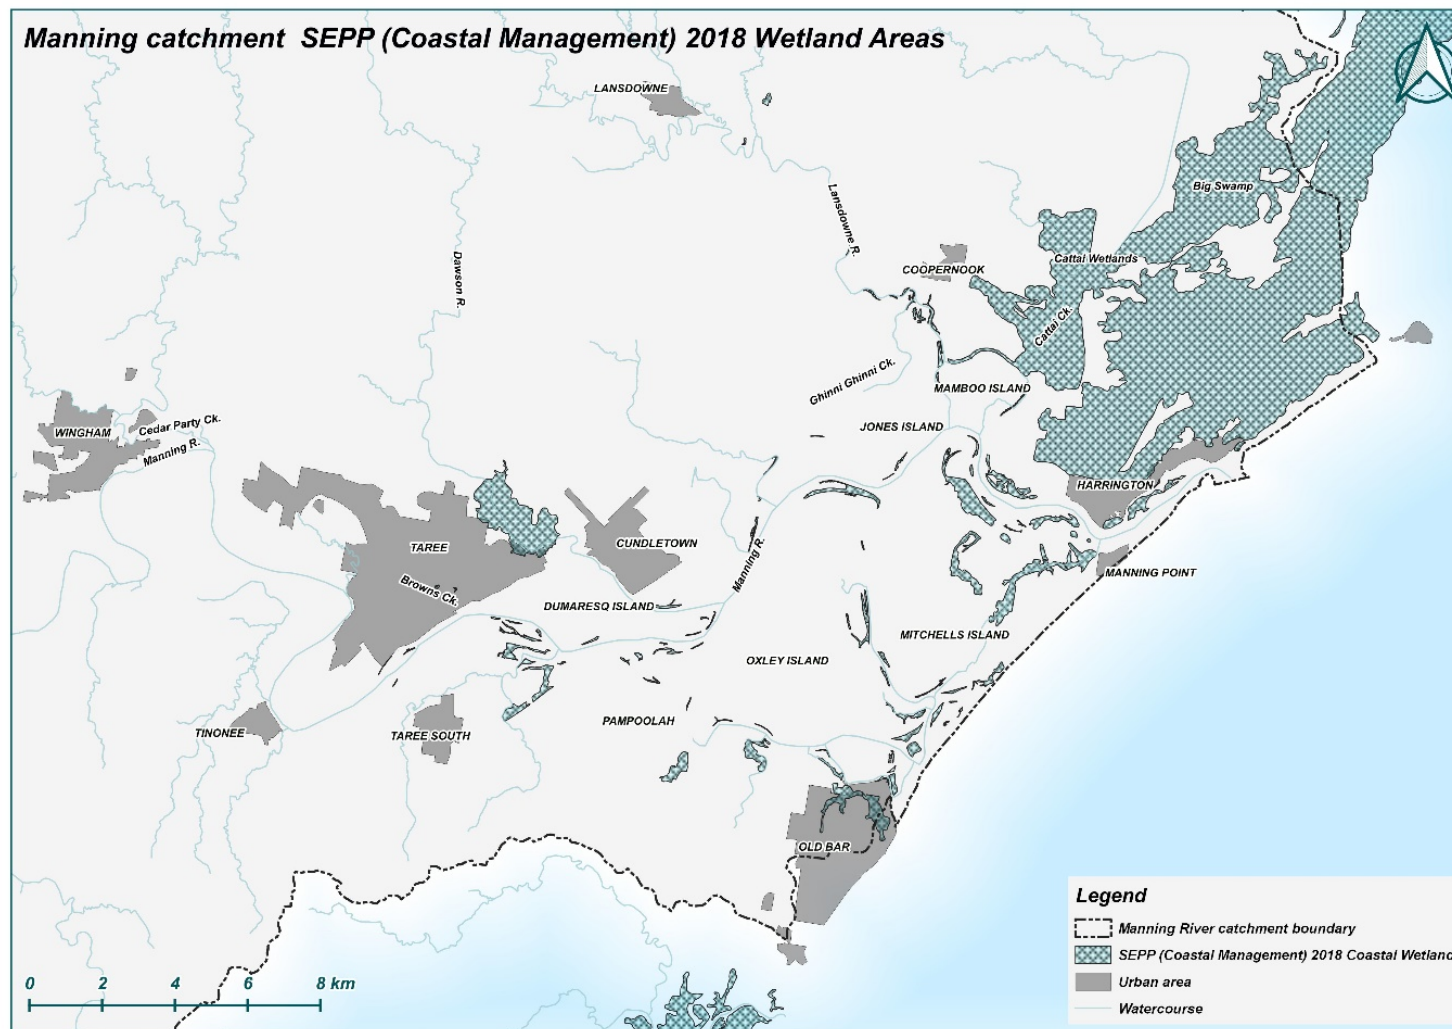 Manning catchment SEPP (Coastal Management) 2018 Wetland Areas
LANSDOWNE
Big Swamp
Lansdowne R.
Dawson R.
COOPERNOOK
Cattai Wetlands
Cattai Ck.
Ghinni Ghinni Ck.
MAMBOO ISLAND
JONES ISLAND
WINGHAM
Cedar Party Ck.
Manning R.
HARRINGTON
TAREE
CUNDLETOWN
Manning R.
MANNING POINT
Browns Ck.
DUMARESQ ISLAND
MITCHELLS ISLAND
OXLEY ISLAND
PAMPOOLAH
TINONEE
TAREE SOUTH
OLD BAR
Legend
Manning River catchment boundary
SEPP (Coastal Management) 2018 Coastal Wetland
Urban area
Watercourse
0 2 4 6 8 km